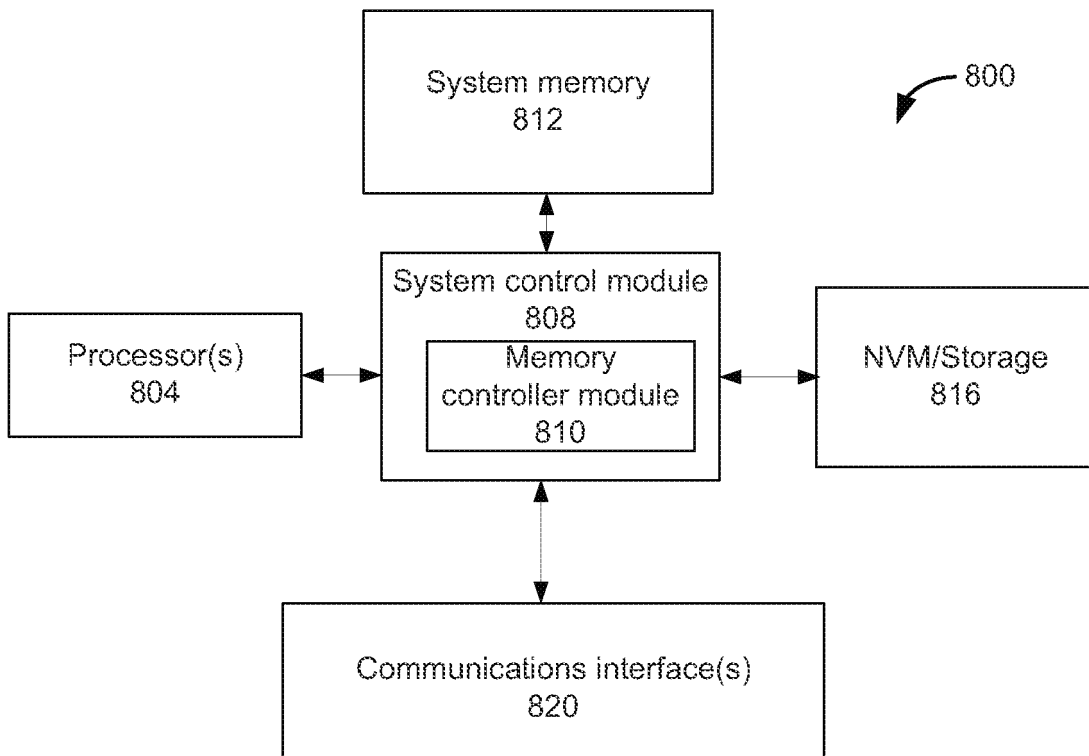 System memory
812
800
System control module
808
Memory
controller module
810
Processor(s)
804
NVM/Storage
816
Communications interface(s)
820